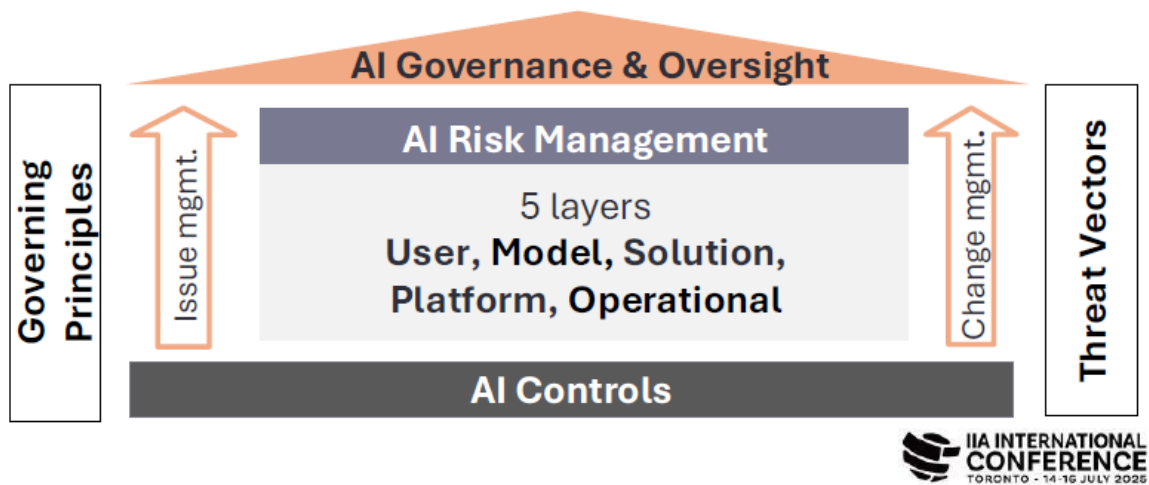 AI Governance & Oversight
Governing
Principles
Issue mgmt.
AI Risk Management
5 layers
User, Model, Solution,
Platform, Operational
Change mgmt.
Threat Vectors
AI Controls
IIA INTERNATIONAL
CONFERENCE
TORONTO - 14-16 JULY 2025